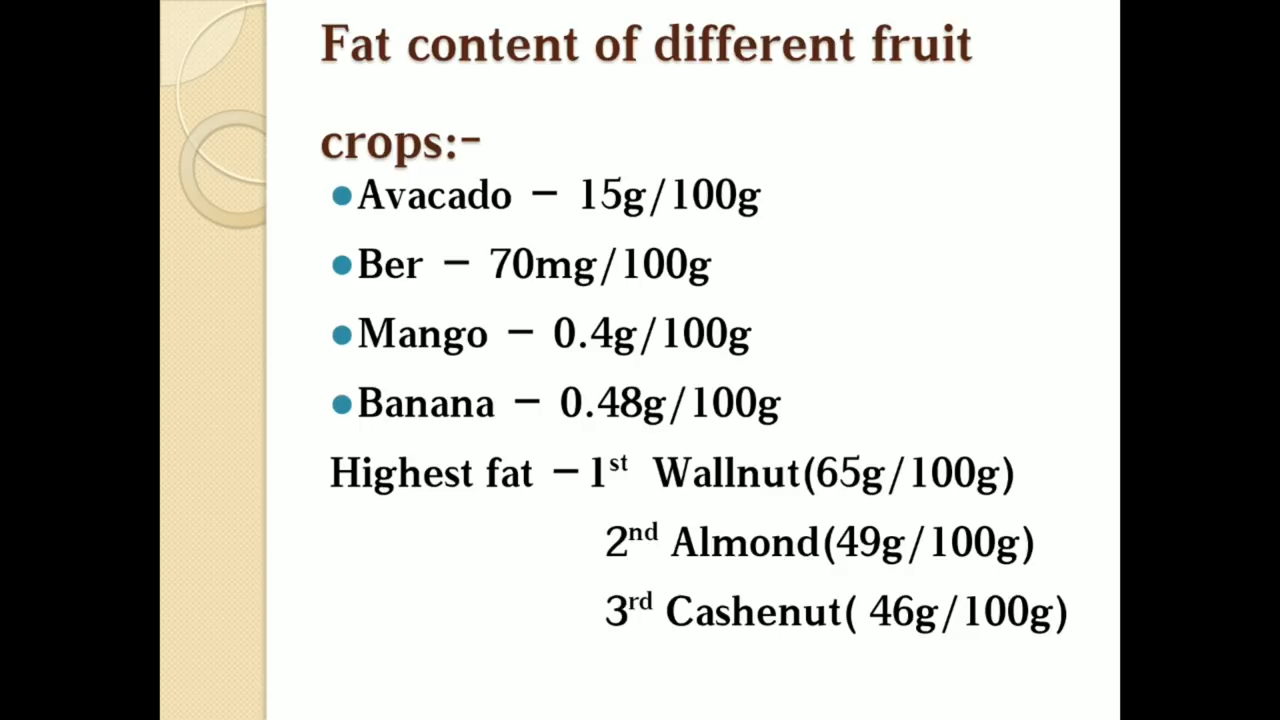 Fat content of different fruit
crops:-
Avacado – 15g/100g
Ber – 70mg/100g
Mango – 0.4g/100g
Banana – 0.48g/100g
Highest fat – 1st Wallnut(65g/100g)
2nd Almond(49g/100g)
3rd Cashenut( 46g/100g)